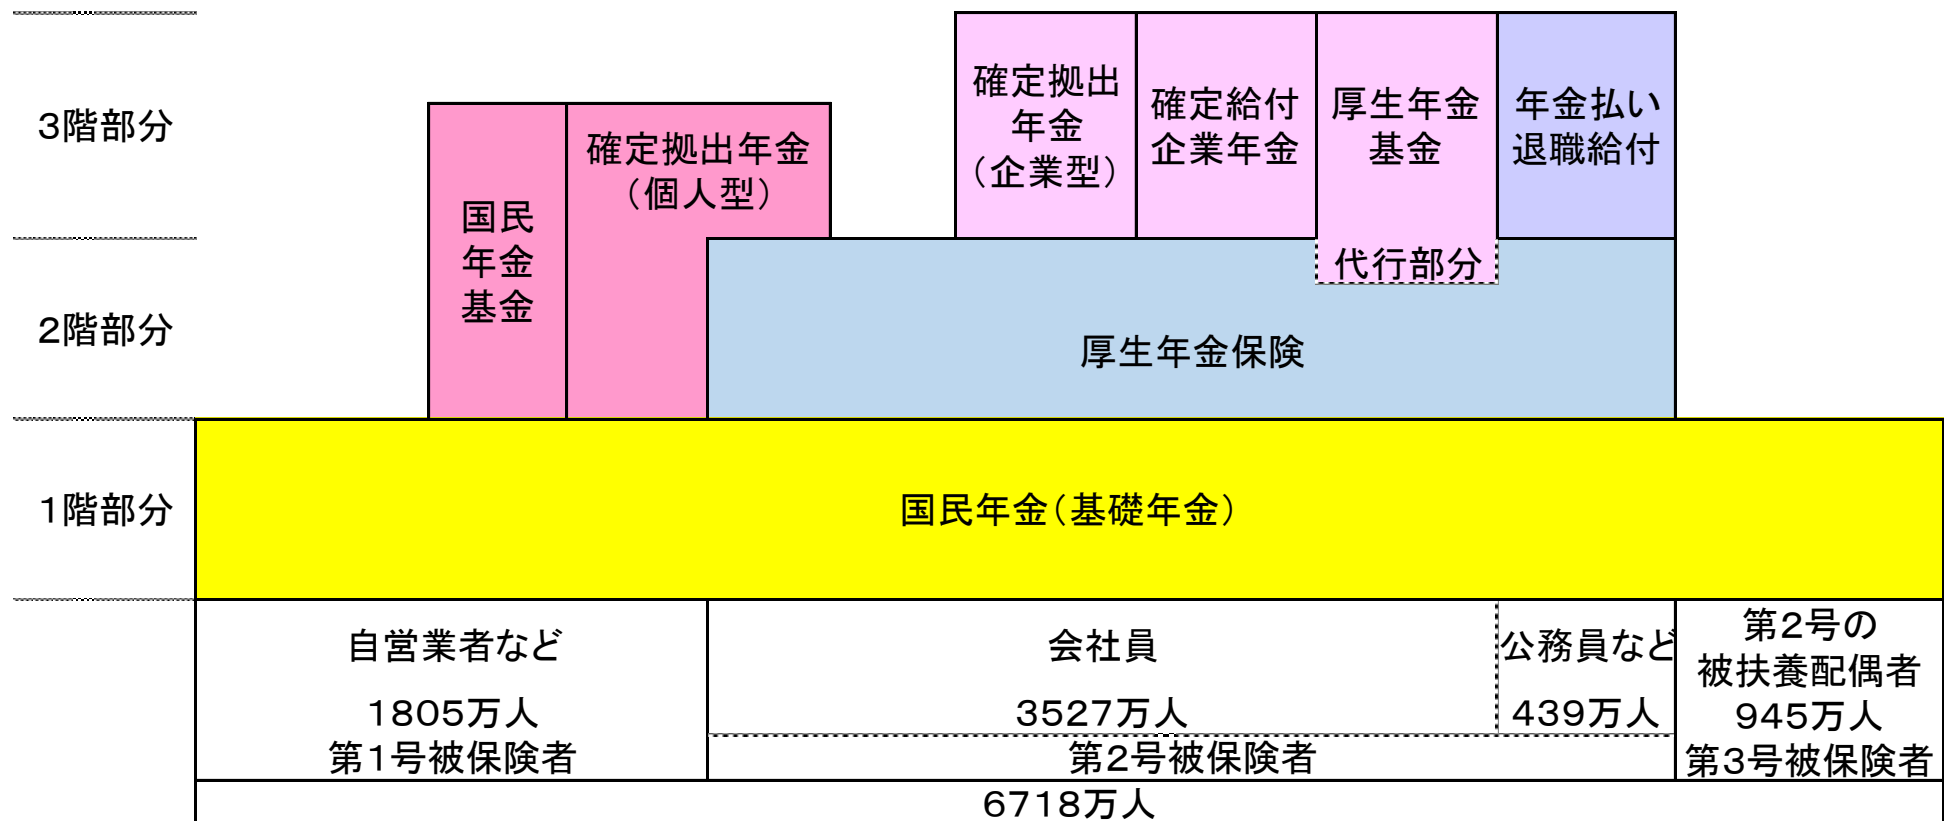 3階部分
2階部分
1階部分
国民
年金
基金
確定拠出年金
（個人型）
確定拠出
年金
（企業型）
確定給付
企業年金
厚生年金
基金
代行部分
年金払い
退職給付
厚生年金保険
国民年金（基礎年金）
自営業者など
1805万人
第1号被保険者
会社員
3527万人
公務員など
439万人
第2号被保険者
第2号の
被扶養配偶者
945万人
第3号被保険者
6718万人